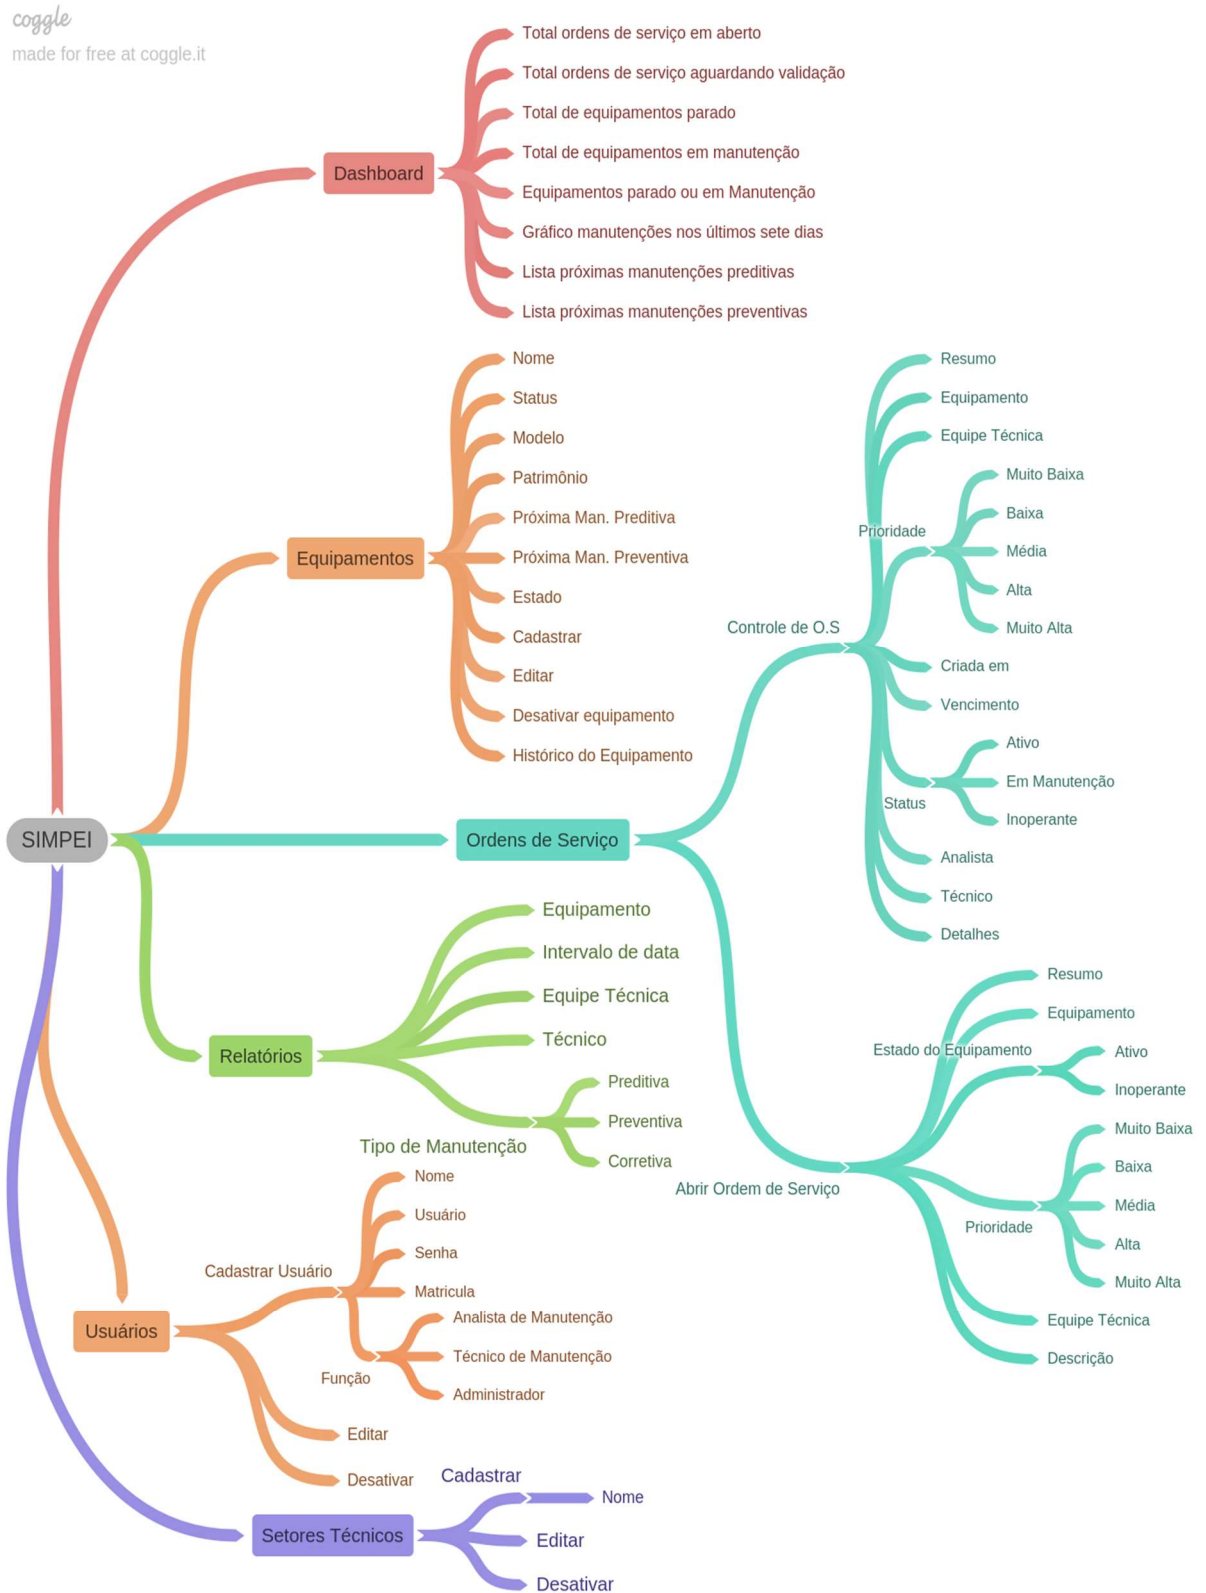 coggle
made for free at coggle.it
SIMPEI
Dashboard
Total ordens de serviço em aberto
Total ordens de serviço aguardando validação
Total de equipamentos parado
Total de equipamentos em manutenção
Equipamentos parado ou em Manutenção
Gráfico manutenções nos últimos sete dias
Lista próximas manutenções preditivas
Lista próximas manutenções preventivas
Equipamentos
Nome
Status
Modelo
Patrimônio
Próxima Man. Preditiva
Próxima Man. Preventiva
Estado
Cadastrar
Editar
Desativar equipamento
Histórico do Equipamento
Ordens de Serviço
Controle de O.S
Resumo
Equipamento
Equipe Técnica
Prioridade
Muito Baixa
Baixa
Média
Alta
Muito Alta
Criada em
Vencimento
Status
Ativo
Em Manutenção
Inoperante
Analista
Técnico
Detalhes
Abrir Ordem de Serviço
Resumo
Equipamento
Estado do Equipamento
Ativo
Inoperante
Prioridade
Muito Baixa
Baixa
Média
Alta
Muito Alta
Equipe Técnica
Descrição
Relatórios
Equipamento
Intervalo de data
Equipe Técnica
Técnico
Tipo de Manutenção
Preditiva
Preventiva
Corretiva
Usuários
Cadastrar Usuário
Nome
Usuário
Senha
Matricula
Função
Analista de Manutenção
Técnico de Manutenção
Administrador
Editar
Desativar
Setores Técnicos
Cadastrar
Nome
Editar
Desativar